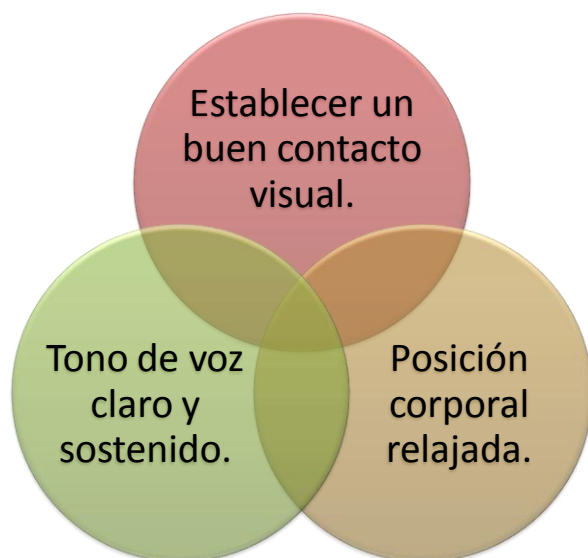 Establecer un
buen contacto
visual.
Tono de voz
claro y
sostenido.
Posición
corporal
relajada.